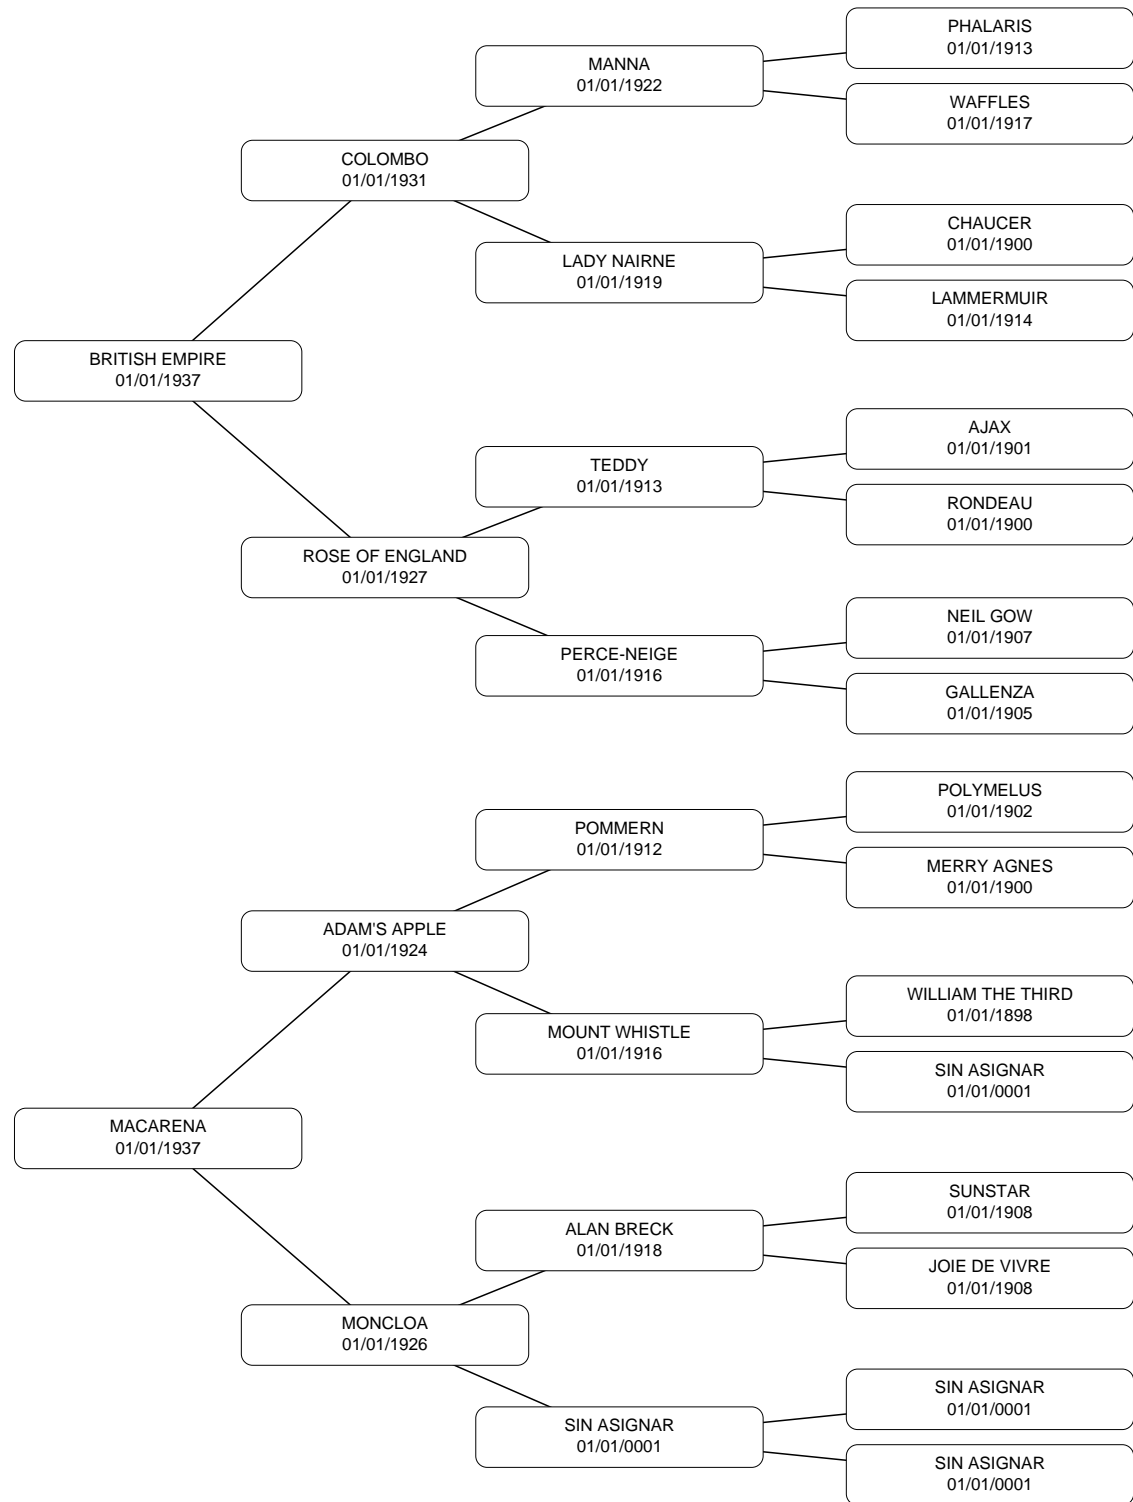 PHALARIS
01/01/1913
MANNA
01/01/1922
WAFFLES
01/01/1917
COLOMBO
01/01/1931
CHAUCER
01/01/1900
LADY NAIRNE
01/01/1919
LAMMERMUIR
01/01/1914
BRITISH EMPIRE
01/01/1937
AJAX
01/01/1901
TEDDY
01/01/1913
RONDEAU
01/01/1900
ROSE OF ENGLAND
01/01/1927
NEIL GOW
01/01/1907
PERCE-NEIGE
01/01/1916
GALLENZA
01/01/1905
POLYMELUS
01/01/1902
POMMERN
01/01/1912
MERRY AGNES
01/01/1900
ADAM'S APPLE
01/01/1924
WILLIAM THE THIRD
01/01/1898
MOUNT WHISTLE
01/01/1916
SIN ASIGNAR
01/01/0001
MACARENA
01/01/1937
SUNSTAR
01/01/1908
ALAN BRECK
01/01/1918
JOIE DE VIVRE
01/01/1908
MONCLOA
01/01/1926
SIN ASIGNAR
01/01/0001
SIN ASIGNAR
01/01/0001
SIN ASIGNAR
01/01/0001